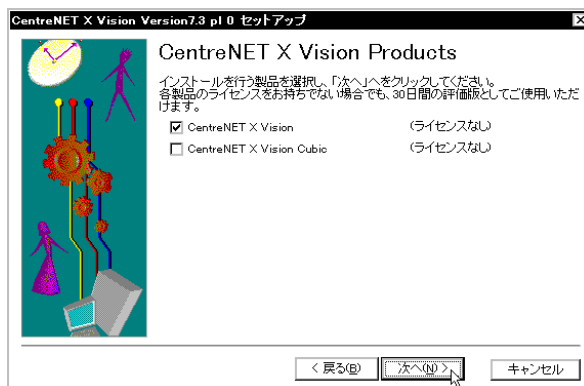 CentreNET X Vision Version7.3 pl 0 セットアップ
CentreNET X Vision Products
インストールを行う製品を選択し、「次へ」へをクリックしてください。
各製品のライセンスをお持ちでない場合でも、30日間の評価版としてご使用いただ
けます。
CentreNET X Vision (ライセンスなし)
CentreNET X Vision Cubic (ライセンスなし)
< 戻る(B) 次へ(N) > キャンセル